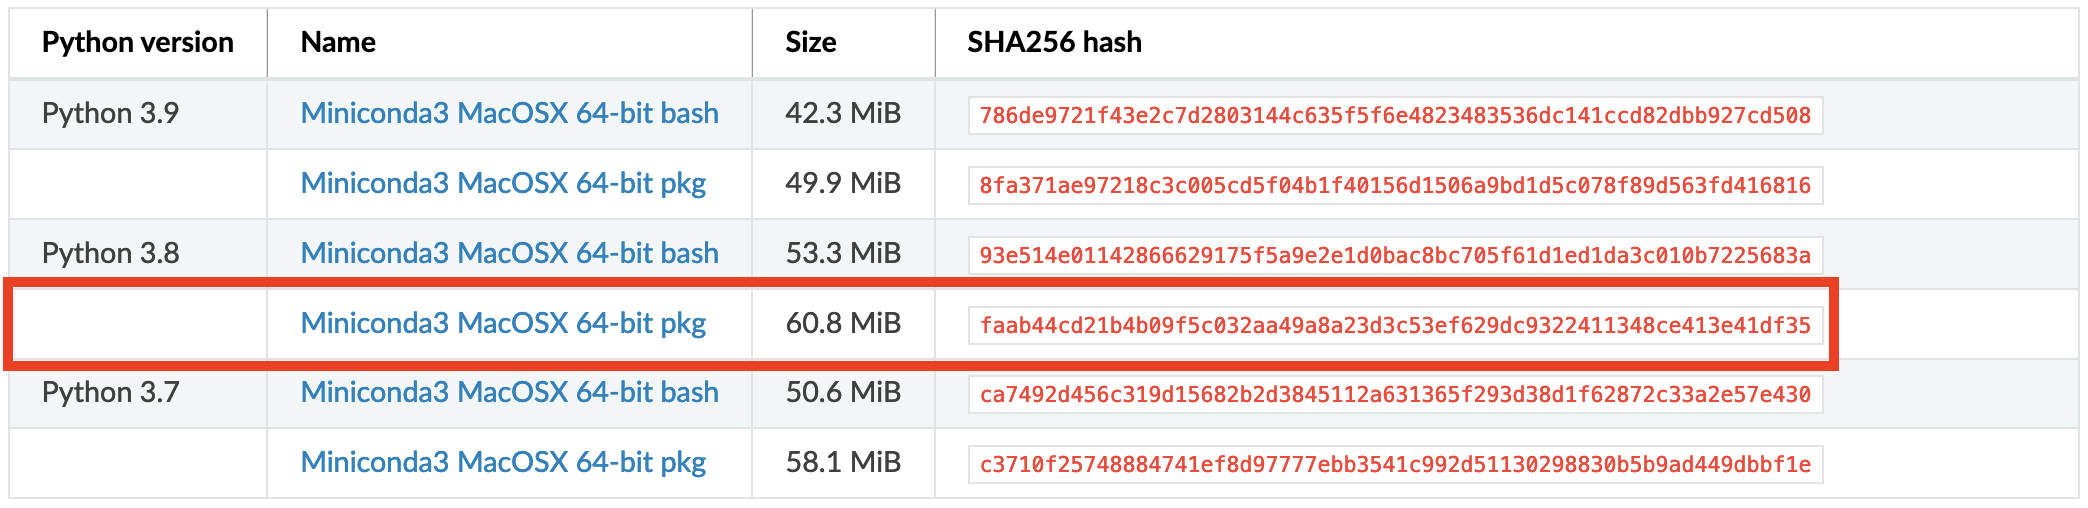 Python version Name Size SHA256 hash
Python 3.9 Miniconda3 MacOSX 64-bit bash 42.3 MiB 786de9721f43e2c7d2803144c635f5f6e4823483536dc141ccd82dbb927cd508
Miniconda3 MacOSX 64-bit pkg 49.9 MiB 8fa371ae97218c3c005cd5f04b1f40156d1506a9bd1d5c078f89d563fd416816
Python 3.8 Miniconda3 MacOSX 64-bit bash 53.3 MiB 93e514e01142866629175f5a9e2e1d0bac8bc705f61d1ed1da3c010b7225683a
Miniconda3 MacOSX 64-bit pkg 60.8 MiB faab44cd21b4b09f5c032aa49a8a23d3c53ef629dc9322411348ce413e41df35
Python 3.7 Miniconda3 MacOSX 64-bit bash 50.6 MiB ca7492d456c319d15682b2d3845112a631365f293d38d1f62872c33a2e57e430
Miniconda3 MacOSX 64-bit pkg 58.1 MiB c3710f25748884741ef8d97777ebb3541c992d51130298830b5b9ad449dbbf1e